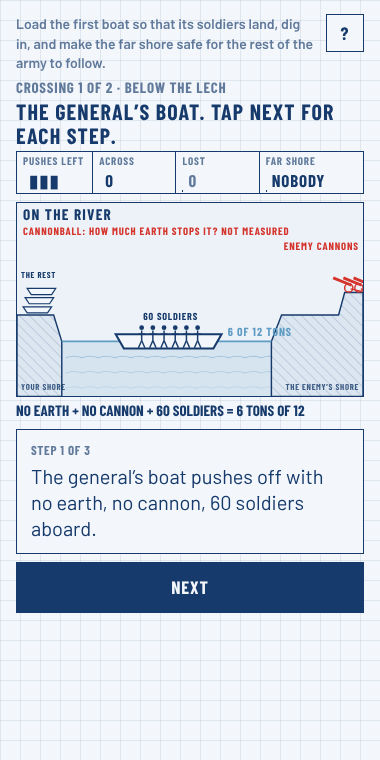 Load the first boat so that its soldiers land, dig
in, and make the far shore safe for the rest of the
army to follow.
?
CROSSING 1 OF 2 · BELOW THE LECH
THE GENERAL'S BOAT. TAP NEXT FOR
EACH STEP.
PUSHES LEFT
ACROSS
0
LOST
0
FAR SHORE
NOBODY
ON THE RIVER
CANNONBALL: HOW MUCH EARTH STOPS IT? NOT MEASURED
ENEMY CANNONS
THE REST
60 SOLDIERS
6 OF 12 TONS
YOUR SHORE
THE ENEMY'S SHORE
NO EARTH + NO CANNON + 60 SOLDIERS = 6 TONS OF 12
STEP 1 OF 3
The general's boat pushes off with
no earth, no cannon, 60 soldiers
aboard.
NEXT